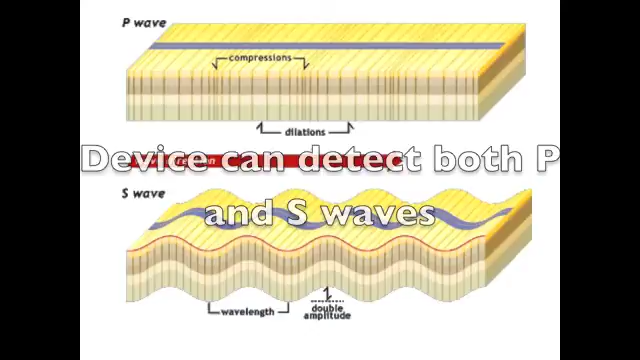 P wave
compressions
dilations
Device can detect both P
S wave
and S waves
wavelength
double
amplitude